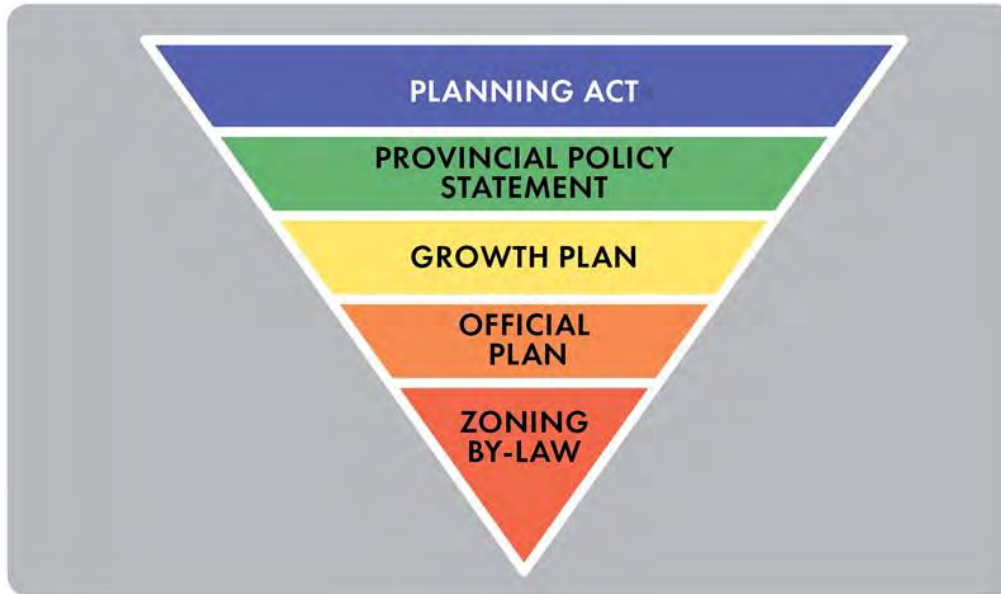 PLANNING ACT
PROVINCIAL POLICY
STATEMENT
GROWTH PLAN
OFFICIAL
PLAN
ZONING
BY-LAW